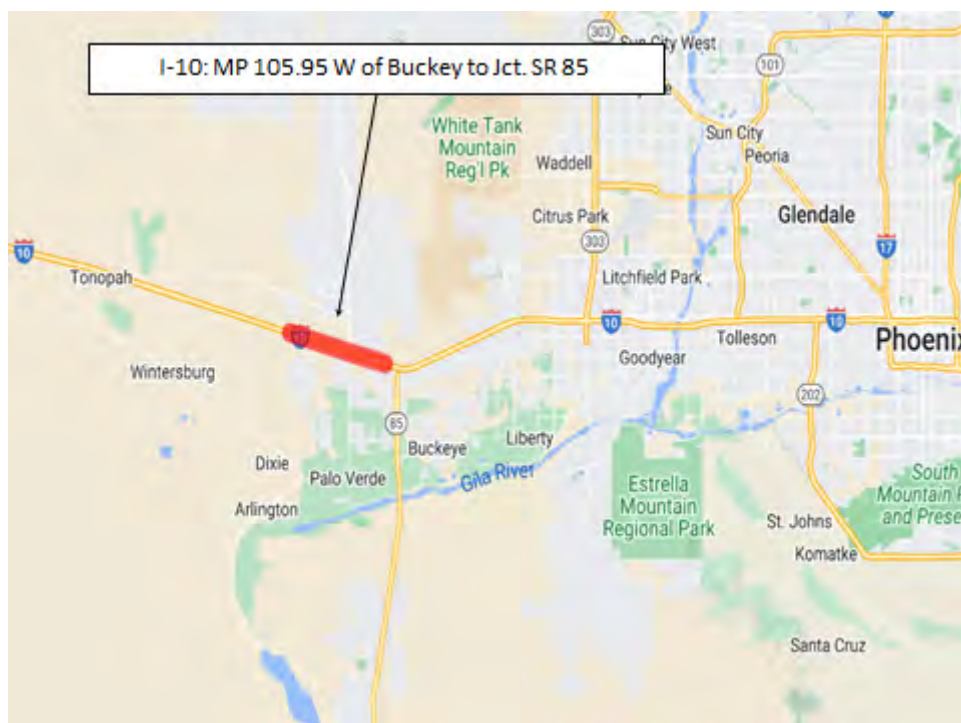 303
Sun City West
I-10: MP 105.95 W of Buckey to Jct. SR 85
101
White Tank
Mountain
Reg'l Pk
Sun City
Peoria
Waddell
Citrus Park
Glendale
303
17
10
Tonopah
Litchfield Park
10
10
Tolleson
Phoenix
Goodyear
Wintersburg
202
85
Buckeye
Liberty
Dixie
Palo Verde
Gila River
Arlington
Estrella
Mountain
Regional Park
South
Mountain P
and Prese
St. Johns
Komatke
Santa Cruz